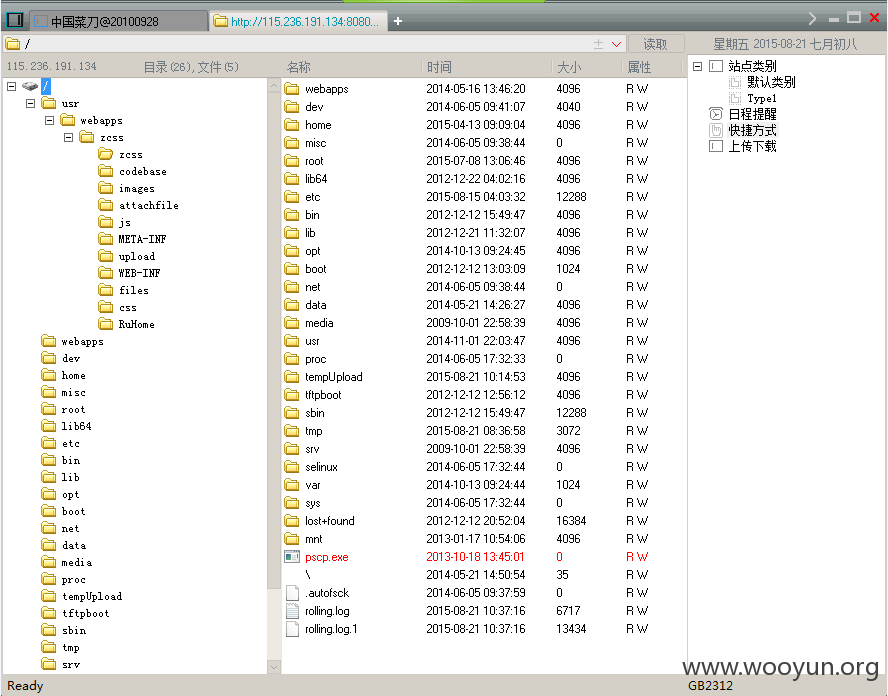 中国菜刀@20100928
http://115.236.191.134:8080...
+
/
读取
星期五 2015-08-21 七月初八
115.236.191.134
目录(26),文件(5)
/
usr
webapps
zcss
zcss
codebase
images
attachfile
js
META-INF
upload
WEB-INF
files
css
RuHome
webapps
dev
home
misc
root
lib64
etc
bin
lib
opt
boot
net
data
media
proc
tempUpload
tftpboot
sbin
tmp
srv
名称 时间 大小 属性
webapps 2014-05-16 13:46:20 4096 R W
dev 2014-06-05 09:41:07 4040 R W
home 2015-04-13 09:09:04 4096 R W
misc 2014-06-05 09:38:44 0 R W
root 2015-07-08 13:06:46 4096 R W
lib64 2012-12-22 04:02:16 4096 R W
etc 2015-08-15 04:03:32 12288 R W
bin 2012-12-12 15:49:47 4096 R W
lib 2012-12-21 11:32:07 4096 R W
opt 2014-10-13 09:24:45 4096 R W
boot 2012-12-12 13:03:09 1024 R W
net 2014-06-05 09:38:44 0 R W
data 2014-05-21 14:26:27 4096 R W
media 2009-10-01 22:58:39 4096 R W
usr 2014-11-01 22:03:47 4096 R W
proc 2014-06-05 17:32:33 0 R W
tempUpload 2015-08-21 10:14:53 4096 R W
tftpboot 2012-12-12 12:56:12 4096 R W
sbin 2012-12-12 15:49:47 12288 R W
tmp 2015-08-21 08:36:58 3072 R W
srv 2009-10-01 22:58:39 4096 R W
selinux 2014-06-05 17:32:44 0 R W
var 2014-10-13 09:24:44 1024 R W
sys 2014-06-05 17:32:44 0 R W
lost+found 2012-12-12 20:52:04 16384 R W
mnt 2013-01-17 10:54:06 4096 R W
pscp.exe 2013-10-18 13:45:01 0 R W
\ 2014-05-21 14:50:54 35 R W
.autofsck 2014-06-05 09:37:59 0 R W
rolling.log 2015-08-21 10:37:16 6717 R W
rolling.log.1 2015-08-21 10:37:16 13434 R W
站点类别
默认类别
Type1
日程提醒
快捷方式
上传下载
www.wooyun.org
Ready
GB2312